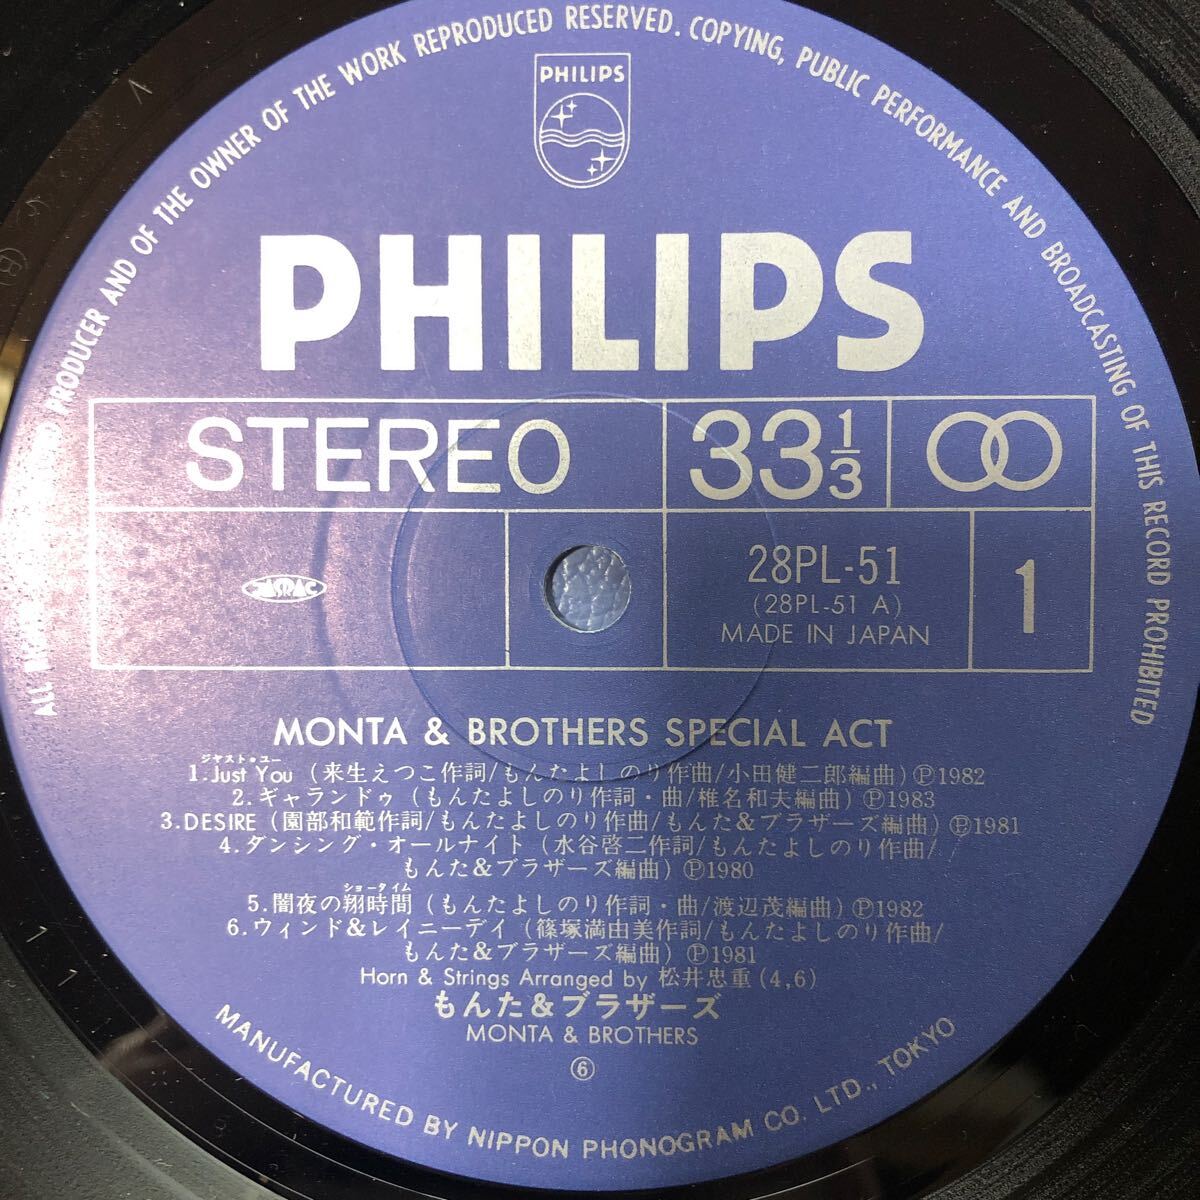 ALL RIGHTS OF THE PRODUCER AND OF THE OWNER OF THE WORK REPRODUCED RESERVED. COPYING, PUBLIC PERFORMANCE AND BROADCASTING OF THIS RECORD PROHIBITED
PHILIPS
PHILIPS
STEREO
33 1/3
JASRAC
28PL-51
(28PL-51 A)
MADE IN JAPAN
1
MONTA & BROTHERS SPECIAL ACT
ジャスト・ユー
1.Just You (来生えつこ作詞/もんたよしのり作曲/小田健二郎編曲)Ⓟ1982
2.ギャランドゥ (もんたよしのり作詞・曲/椎名和夫編曲)Ⓟ1983
3.DESIRE (園部和範作詞/もんたよしのり作曲/もんた&ブラザーズ編曲)Ⓟ1981
4.ダンシング・オールナイト (水谷啓二作詞/もんたよしのり作曲/
もんた&ブラザーズ編曲)Ⓟ1980
ショータイム
5.闇夜の翔時間 (もんたよしのり作詞・曲/渡辺茂編曲)Ⓟ1982
6.ウィンド&レイニーデイ (篠塚満由美作詞/もんたよしのり作曲/
もんた&ブラザーズ編曲)Ⓟ1981
Horn & Strings Arranged by 松井忠重(4,6)
もんた&ブラザーズ
MONTA & BROTHERS
⑥
MANUFACTURED BY NIPPON PHONOGRAM CO. LTD., TOKYO